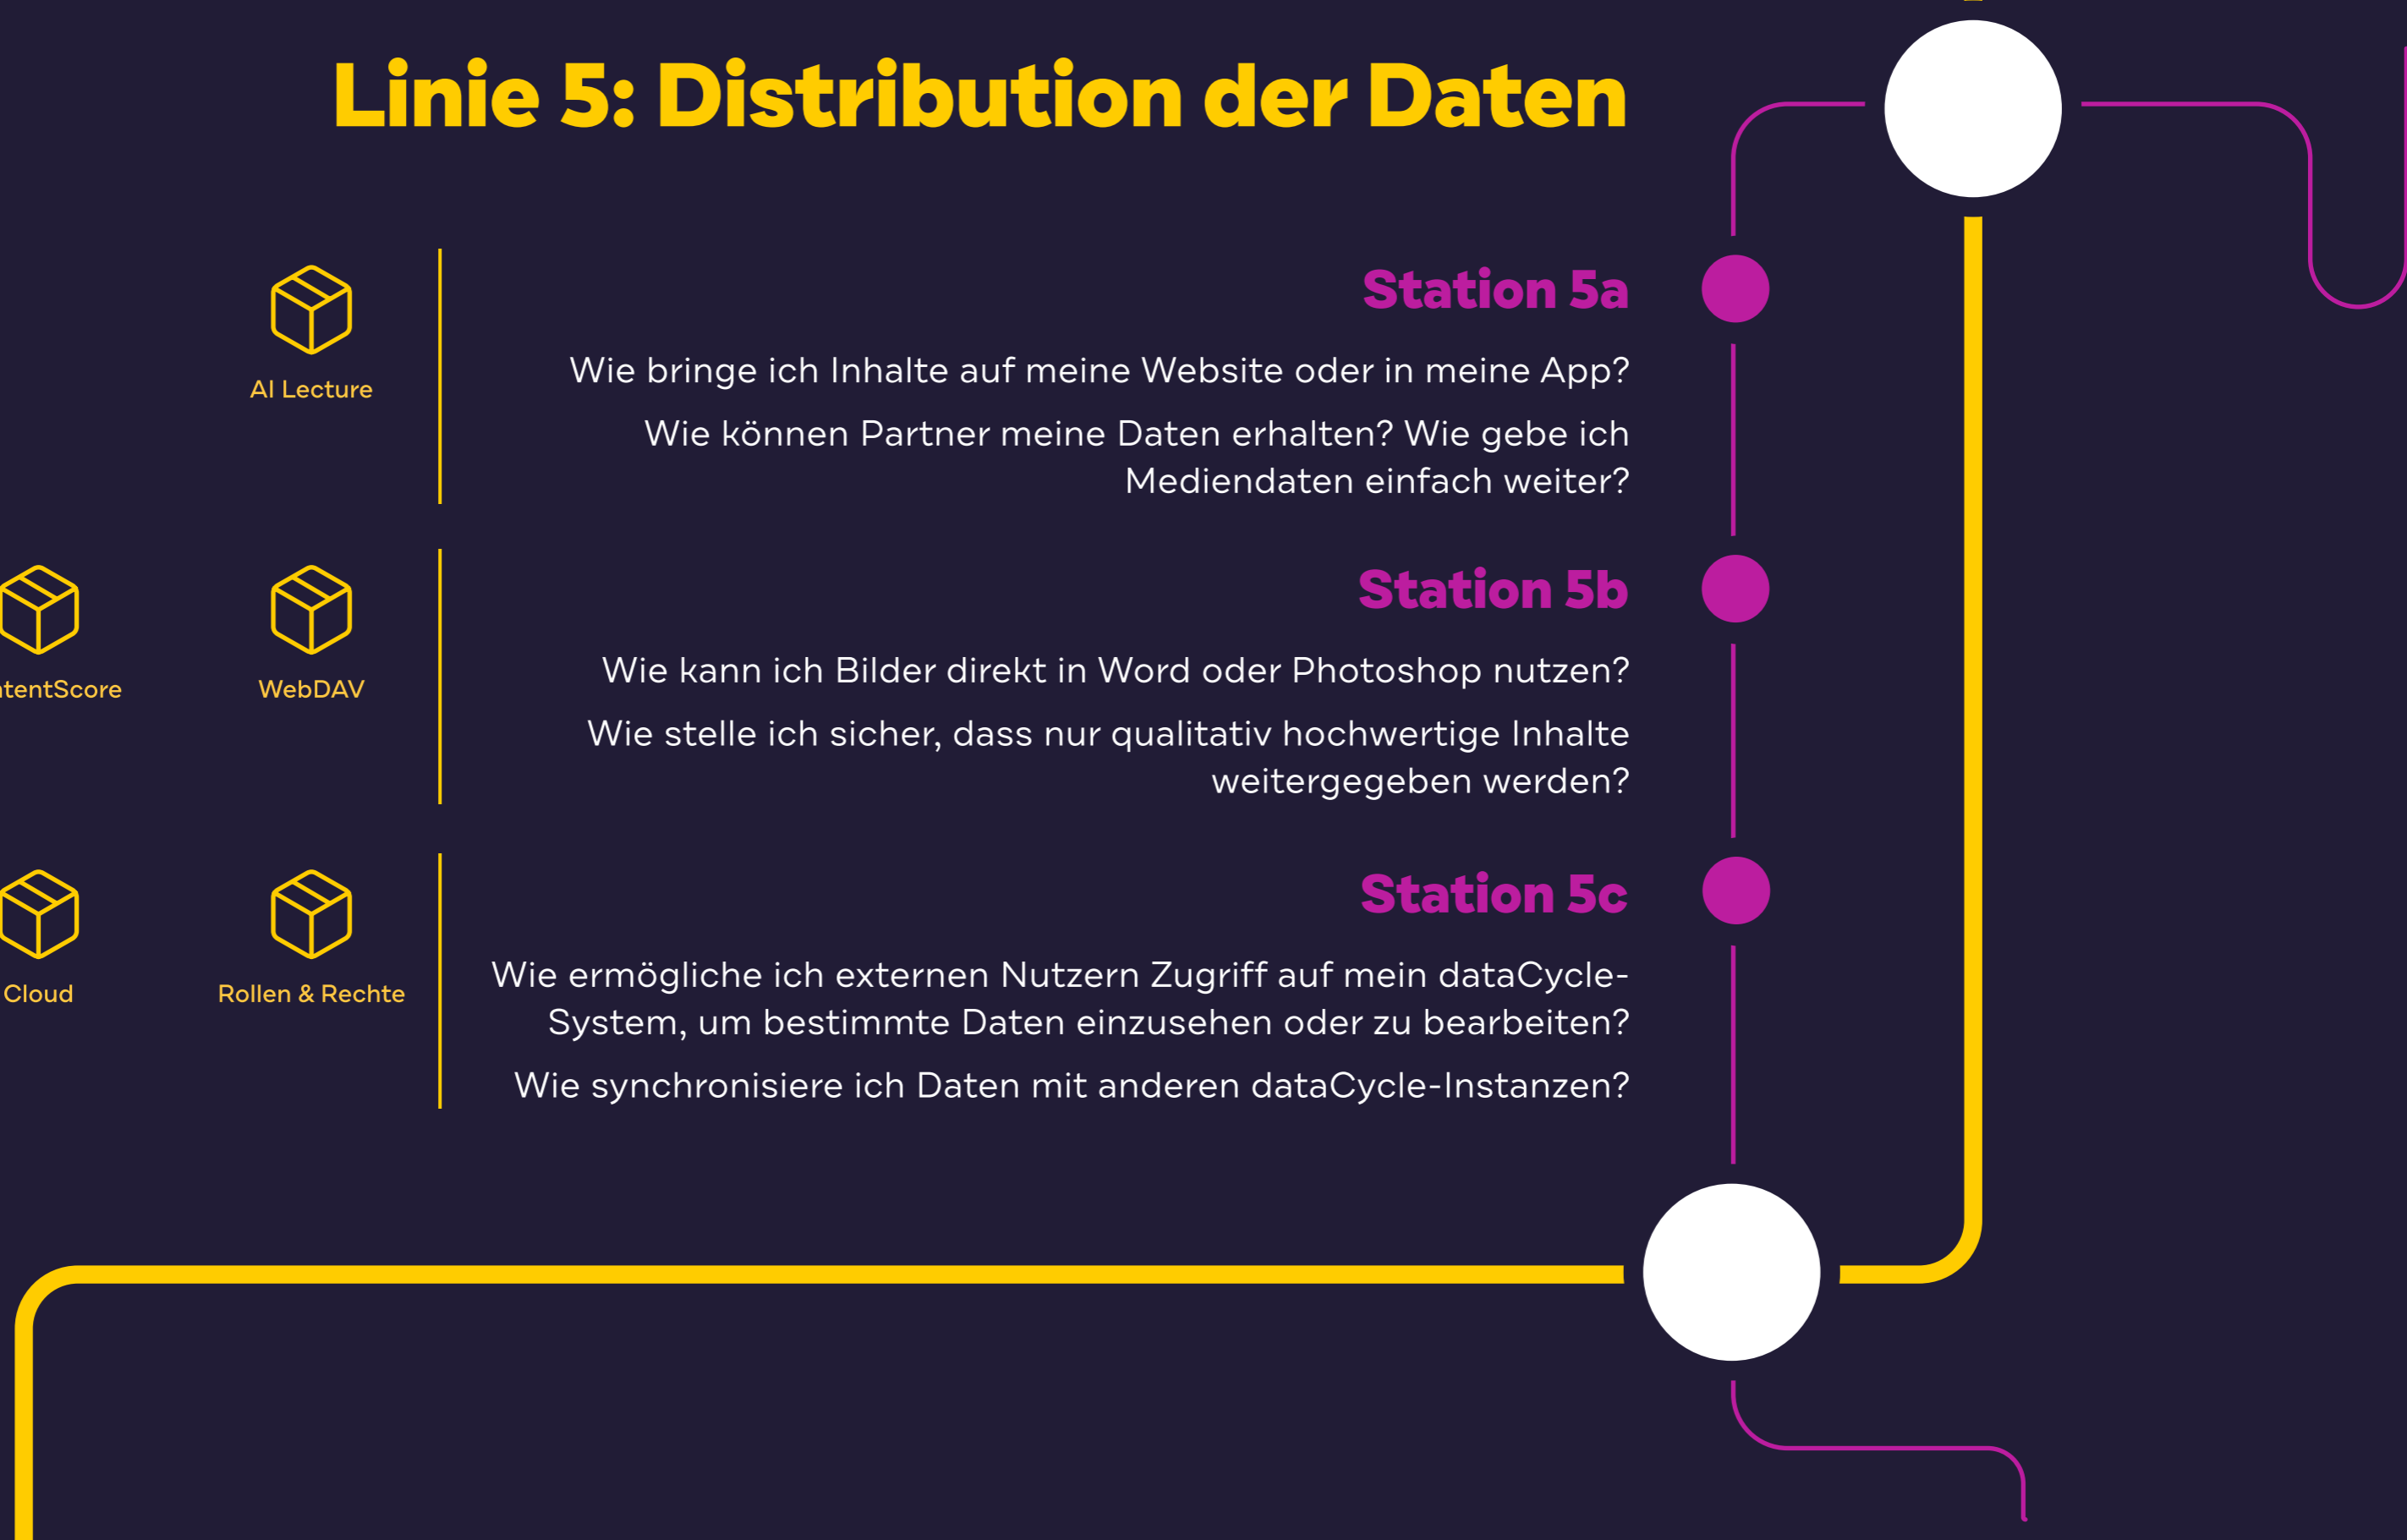 Linie 5: Distribution der Daten
Station 5a
Wie bringe ich Inhalte auf meine Website oder in meine App?
Wie können Partner meine Daten erhalten? Wie gebe ich
Mediendaten einfach weiter?
AI Lecture
Station 5b
Wie kann ich Bilder direkt in Word oder Photoshop nutzen?
Wie stelle ich sicher, dass nur qualitativ hochwertige Inhalte
weitergegeben werden?
WebDAV
Station 5c
Wie ermögliche ich externen Nutzern Zugriff auf mein dataCycle-
System, um bestimmte Daten einzusehen oder zu bearbeiten?
Wie synchronisiere ich Daten mit anderen dataCycle-Instanzen?
Cloud
Rollen & Rechte